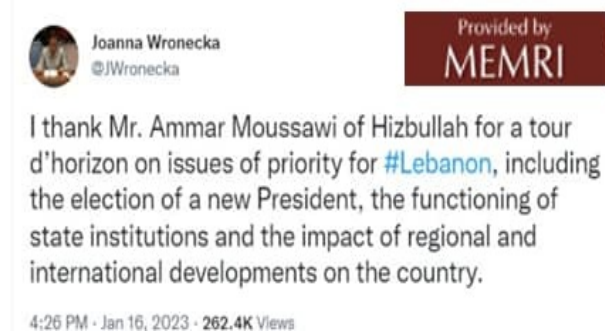 Provided by
MEMRI
Joanna Wronecka
@JWronecka
I thank Mr. Ammar Moussawi of Hizbullah for a tour
d'horizon on issues of priority for #Lebanon, including
the election of a new President, the functioning of
state institutions and the impact of regional and
international developments on the country.
4:26 PM · Jan 16, 2023 · 262.4K Views